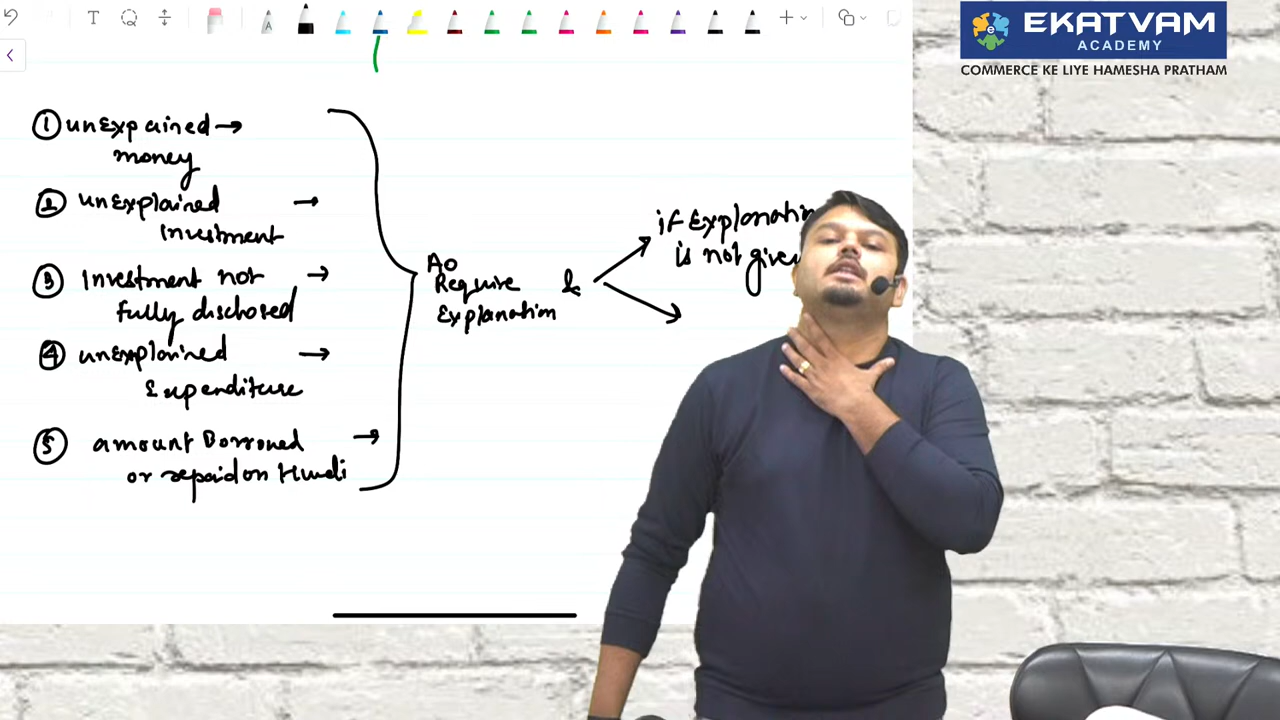 EKATVAM
ACADEMY
COMMERCE KE LIYE HAMESHA PRATHAM
① unexpained →
money
② unexplained →
Investment
③ Investment not →
fully disclosed
④ unexplained →
Expenditure
⑤ amount Borrowed →
or repaid on Hundi
AO
Require &
Explanation
if Explanation
is not given